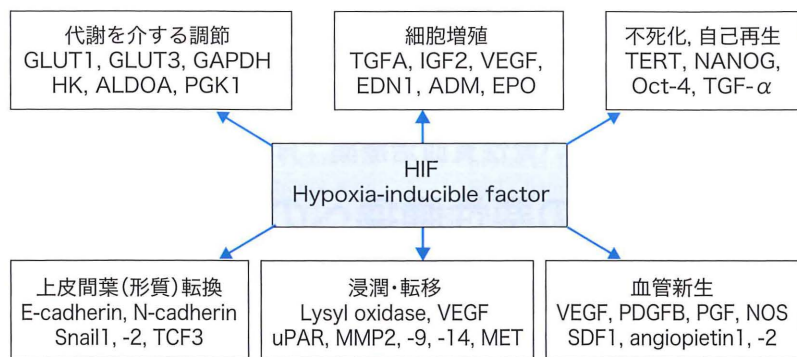 代謝を介する調節
GLUT1, GLUT3, GAPDH
HK, ALDOA, PGK1
細胞増殖
TGFA, IGF2, VEGF,
EDN1, ADM, EPO
不死化, 自己再生
TERT, NANOG,
Oct-4, TGF-α
HIF
Hypoxia-inducible factor
上皮間葉(形質)転換
E-cadherin, N-cadherin
Snail1, -2, TCF3
浸潤・転移
Lysyl oxidase, VEGF
uPAR, MMP2, -9, -14, MET
血管新生
VEGF, PDGFB, PGF, NOS
SDF1, angiopietin1, -2